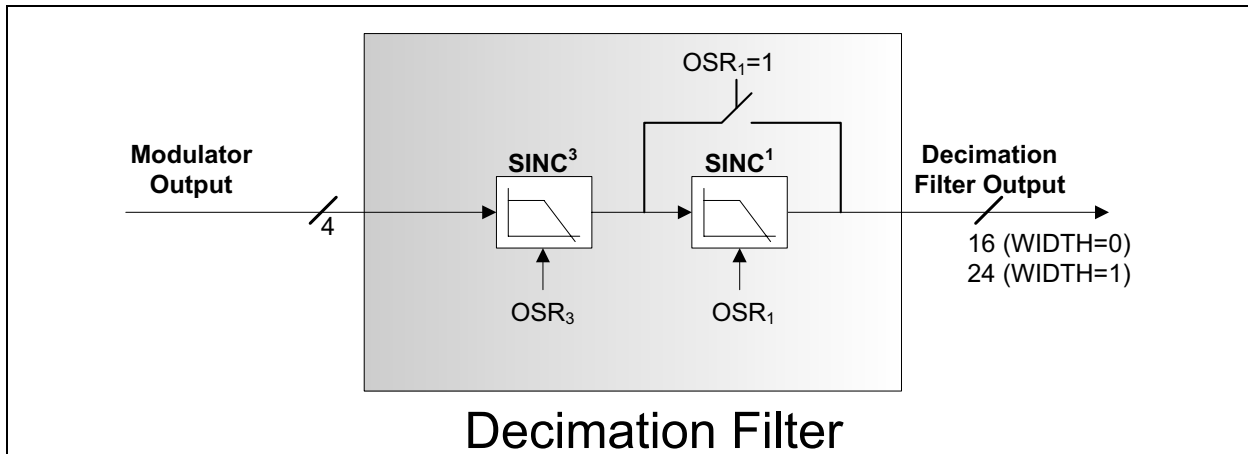 OSR₁=1
Modulator
Output
SINC³
SINC¹
Decimation
Filter Output
4
16 (WIDTH=0)
24 (WIDTH=1)
OSR₃
OSR₁
Decimation Filter